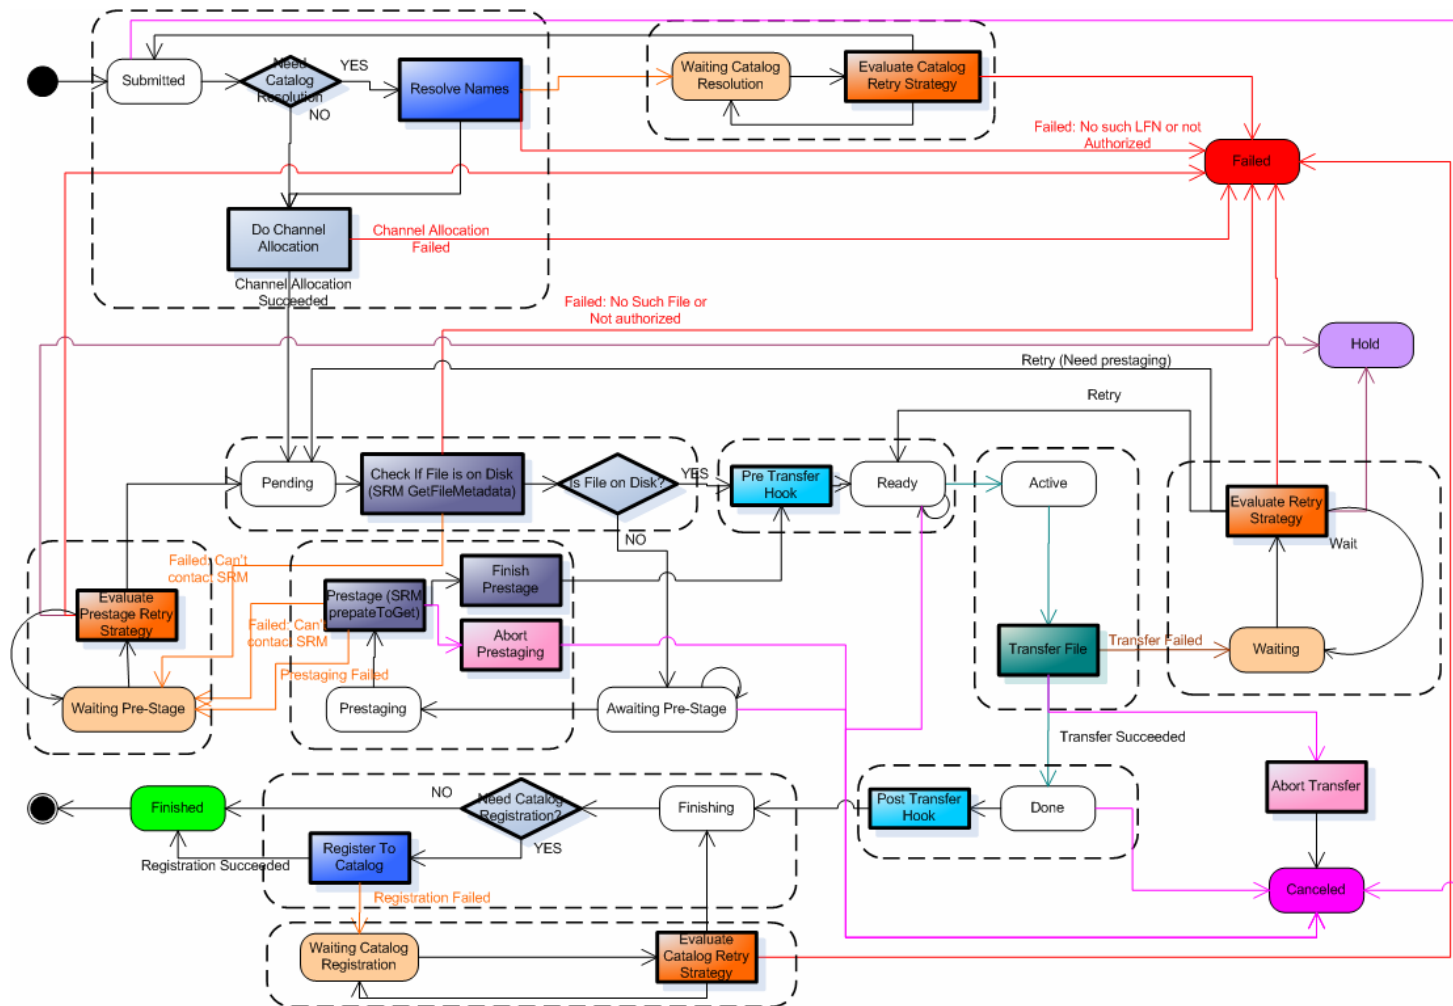 Submitted
Need
Catalog
Resolution
YES
NO
Resolve Names
Waiting Catalog
Resolution
Evaluate Catalog
Retry Strategy
Failed: No such LFN or not
Authorized
Failed
Do Channel
Allocation
Channel Allocation
Failed
Channel Allocation
Succeeded
Failed: No Such File or
Not authorized
Hold
Retry (Need prestaging)
Retry
Pending
Check If File is on Disk
(SRM GetFileMetadata)
Is File on Disk?
YES
NO
Pre Transfer
Hook
Ready
Active
Evaluate Retry
Strategy
Wait
Failed: Can't
contact SRM
Evaluate
Prestage Retry
Strategy
Prestage (SRM
prepateToGet)
Finish
Prestage
Abort
Prestaging
Failed: Can't
contact SRM
Prestaging Failed
Transfer File
Transfer Failed
Waiting
Waiting Pre-Stage
Prestaging
Awaiting Pre-Stage
Transfer Succeeded
Finished
NO
Need Catalog
Registration?
YES
Finishing
Post Transfer
Hook
Done
Abort Transfer
Register To
Catalog
Registration Succeeded
Registration Failed
Canceled
Waiting Catalog
Registration
Evaluate
Catalog Retry
Strategy